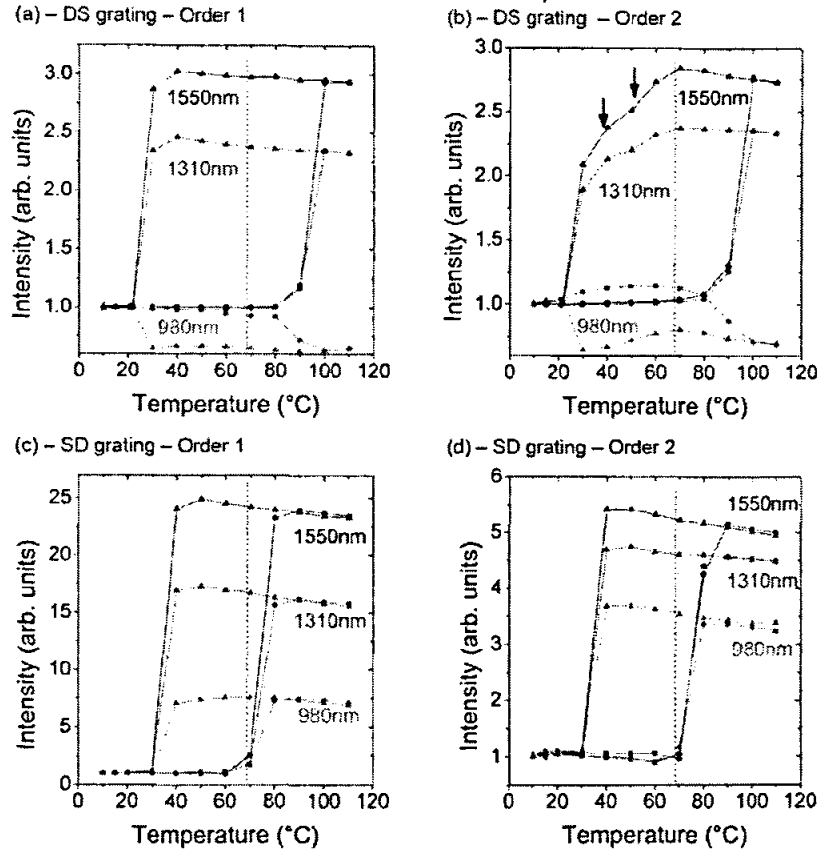 (a) – DS grating – Order 1
(b) – DS grating – Order 2
Intensity (arb. units)
3.0
2.5
2.0
1.5
1.0
1550nm
1310nm
980nm
0 20 40 60 80 100 120
Temperature (°C)
Intensity (arb. units)
3.0
2.5
2.0
1.5
1.0
1550nm
1310nm
980nm
0 20 40 60 80 100 120
Temperature (°C)
(c) – SD grating – Order 1
(d) – SD grating – Order 2
Intensity (arb. units)
25
20
15
10
5
0
1550nm
1310nm
980nm
0 20 40 60 80 100 120
Temperature (°C)
Intensity (arb. units)
6
5
4
3
2
1
1550nm
1310nm
980nm
0 20 40 60 80 100 120
Temperature (°C)